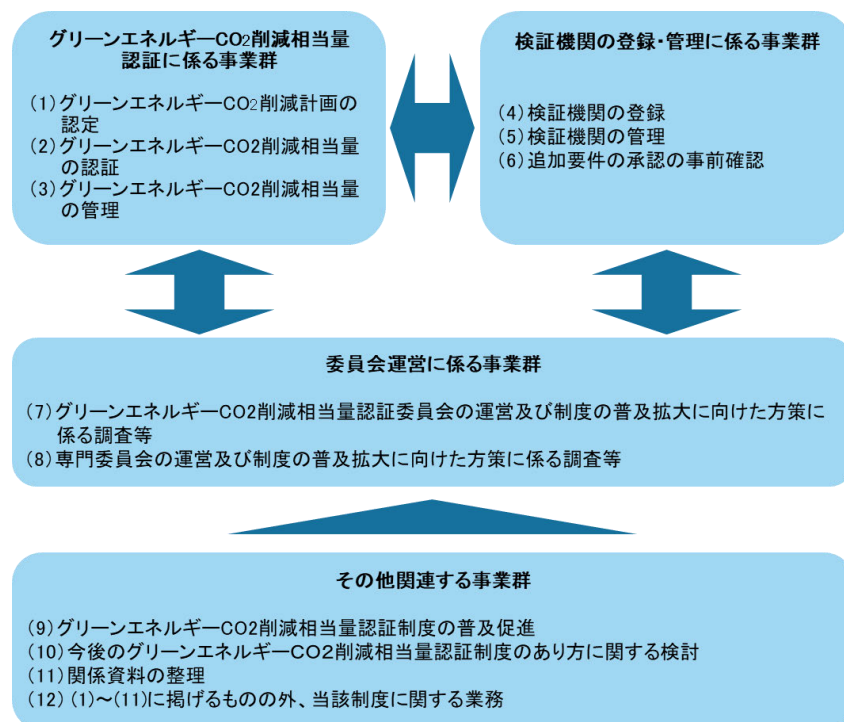 グリーンエネルギーCO2削減相当量
認証に係る事業群
(1)グリーンエネルギーCO2削減計画の
認定
(2)グリーンエネルギーCO2削減相当量
の認証
(3)グリーンエネルギーCO2削減相当量
の管理
検証機関の登録・管理に係る事業群
(4)検証機関の登録
(5)検証機関の管理
(6)追加要件の承認の事前確認
委員会運営に係る事業群
(7)グリーンエネルギーCO2削減相当量認証委員会の運営及び制度の普及拡大に向けた方策に
係る調査等
(8)専門委員会の運営及び制度の普及拡大に向けた方策に係る調査等
その他関連する事業群
(9)グリーンエネルギーCO2削減相当量認証制度の普及促進
(10)今後のグリーンエネルギーCO2削減相当量認証制度のあり方に関する検討
(11)関係資料の整理
(12)(1)～(11)に掲げるものの外、当該制度に関する業務